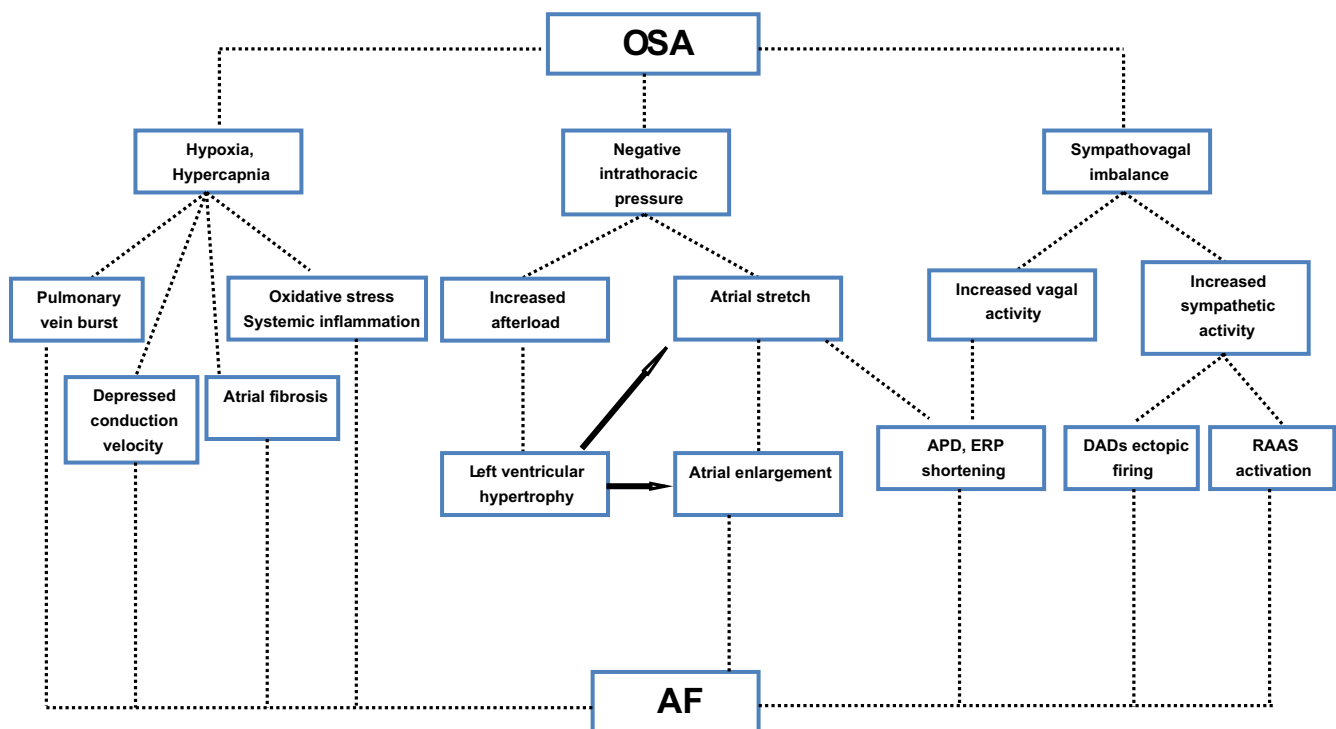 OSA
Hypoxia,
Hypercapnia
Negative
intrathoracic
pressure
Sympathovagal
imbalance
Pulmonary
vein burst
Oxidative stress
Systemic inflammation
Increased
afterload
Atrial stretch
Increased vagal
activity
Increased
sympathetic
activity
Depressed
conduction
velocity
Atrial fibrosis
Left ventricular
hypertrophy
Atrial enlargement
APD, ERP
shortening
DADs ectopic
firing
RAAS
activation
AF